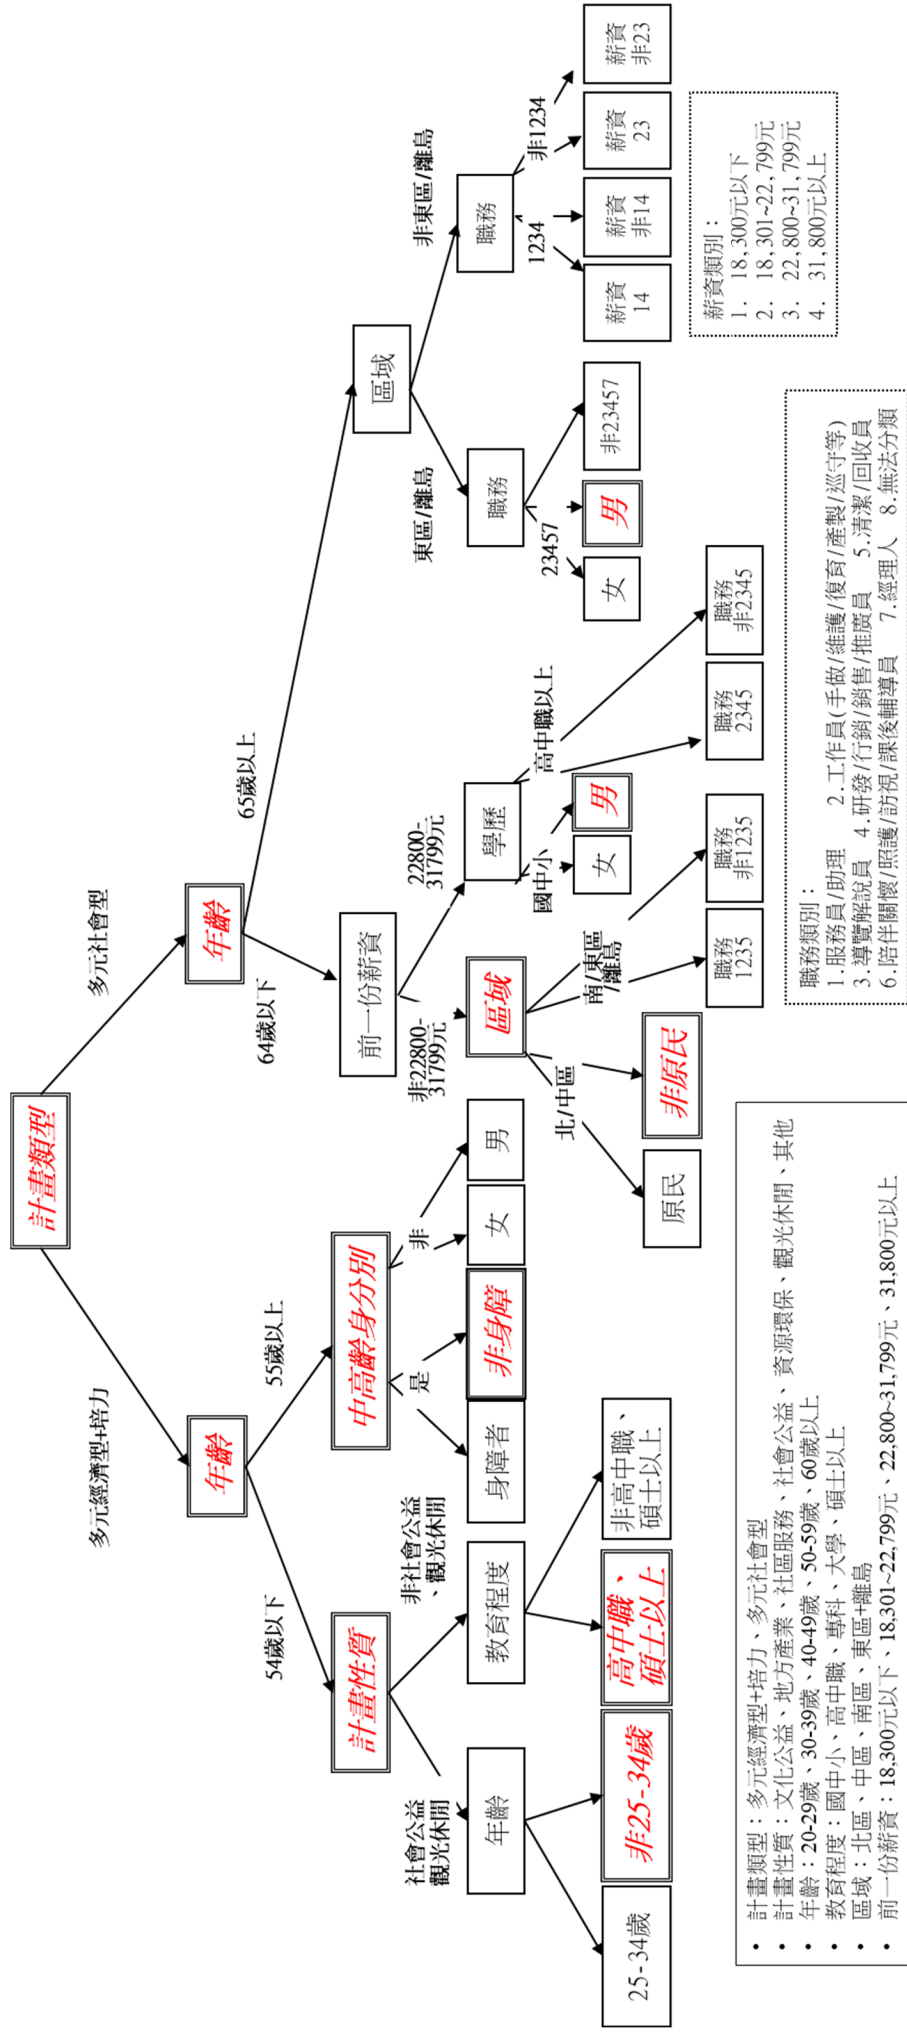 計畫類型
多元經濟型+培力
多元社會型
年齡
年齡
54歲以下
55歲以上
64歲以下
65歲以上
計畫性質
中高齡身分別
前一份薪資
區域
社會公益
觀光休閒
非社會公益
、觀光休閒
是
非
非22800-
31799元
22800-
31799元
東區/離島
非東區/離島
年齡
教育程度
身障者
非身障
女
男
區域
學歷
職務
職務
北/中區
南/東區
/離島
國中小
高中職以上
23457
1234
非1234
25-34歲
非25-34歲
高中職、
碩士以上
非高中職、
碩士以上
原民
非原民
職務
1235
職務
非1235
女
男
職務
2345
職務
非2345
女
男
非23457
薪資
14
薪資
非14
薪資
23
薪資
非23
• 計畫類型：多元經濟型+培力、多元社會型
• 計畫性質：文化公益、地方產業、社區服務、社會公益、資源環保、觀光休閒、其他
• 年齡：20-29歲、30-39歲、40-49歲、50-59歲、60歲以上
• 教育程度：國中小、高中職、專科、大學、碩士以上
• 區域：北區、中區、南區、東區+離島
• 前一份薪資：18,300元以下、18,301~22,799元、22,800~31,799元、31,800元以上
職務類別：
1.服務員/助理 2.工作員(手做/維護/復育/產製/巡守等)
3.導覽解說員 4.研發/行銷/銷售/推廣員 5.清潔/回收員
6.陪伴關懷/照護/訪視/課後輔導員 7.經理人 8.無法分類
薪資類別：
1. 18,300元以下
2. 18,301~22,799元
3. 22,800~31,799元
4. 31,800元以上